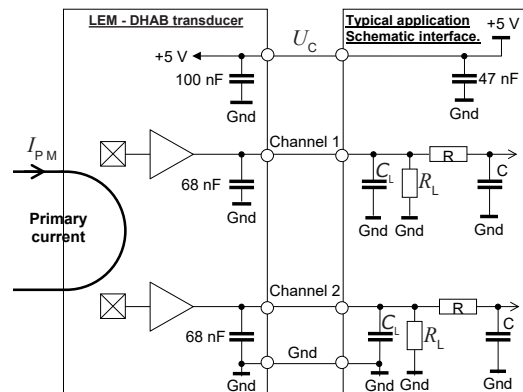 LEM - DHAB transducer
Typical application
Schematic interface.
+5 V
U_C
+5 V
100 nF
47 nF
Gnd
Gnd
I_PM
Channel 1
R
68 nF
C_L
R_L
C
Gnd
Gnd
Gnd
Gnd
Primary
current
Channel 2
R
68 nF
C_L
R_L
C
Gnd
Gnd
Gnd
Gnd
Gnd